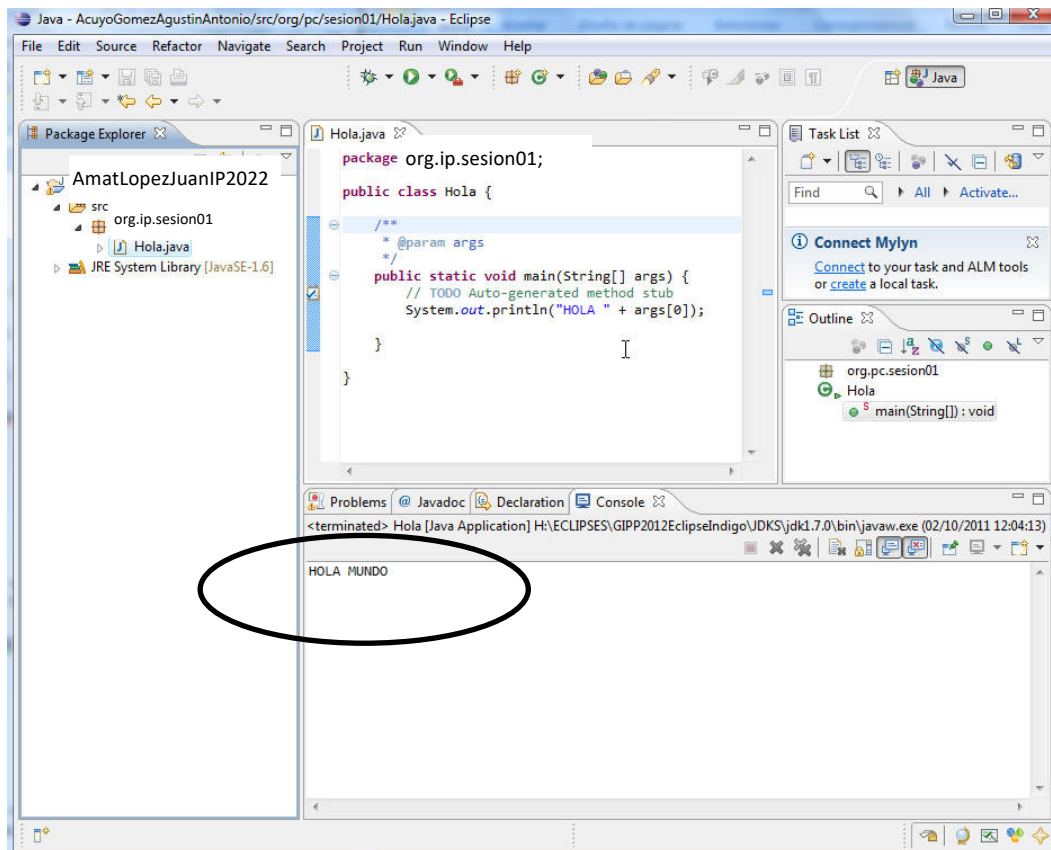 Java - AcuyoGomezAgustinAntonio/src/org/pc/sesion01/Hola.java - Eclipse
File Edit Source Refactor Navigate Search Project Run Window Help
Java
Package Explorer
AmatLopezJuanIP2022
src
org.ip.sesion01
Hola.java
JRE System Library [JavaSE-1.6]
Hola.java
package org.ip.sesion01;
public class Hola {
/**
* @param args
*/
public static void main(String[] args) {
// TODO Auto-generated method stub
System.out.println("HOLA " + args[0]);
}
}
Task List
Find All Activate...
Connect Mylyn
Connect to your task and ALM tools
or create a local task.
Outline
org.pc.sesion01
Hola
main(String[]) : void
Problems @ Javadoc Declaration Console
<terminated> Hola [Java Application] H:\ECLIPSES\GIPP2012EclipseIndigo\JDKS\jdk1.7.0\bin\javaw.exe (02/10/2011 12:04:13)
HOLA MUNDO